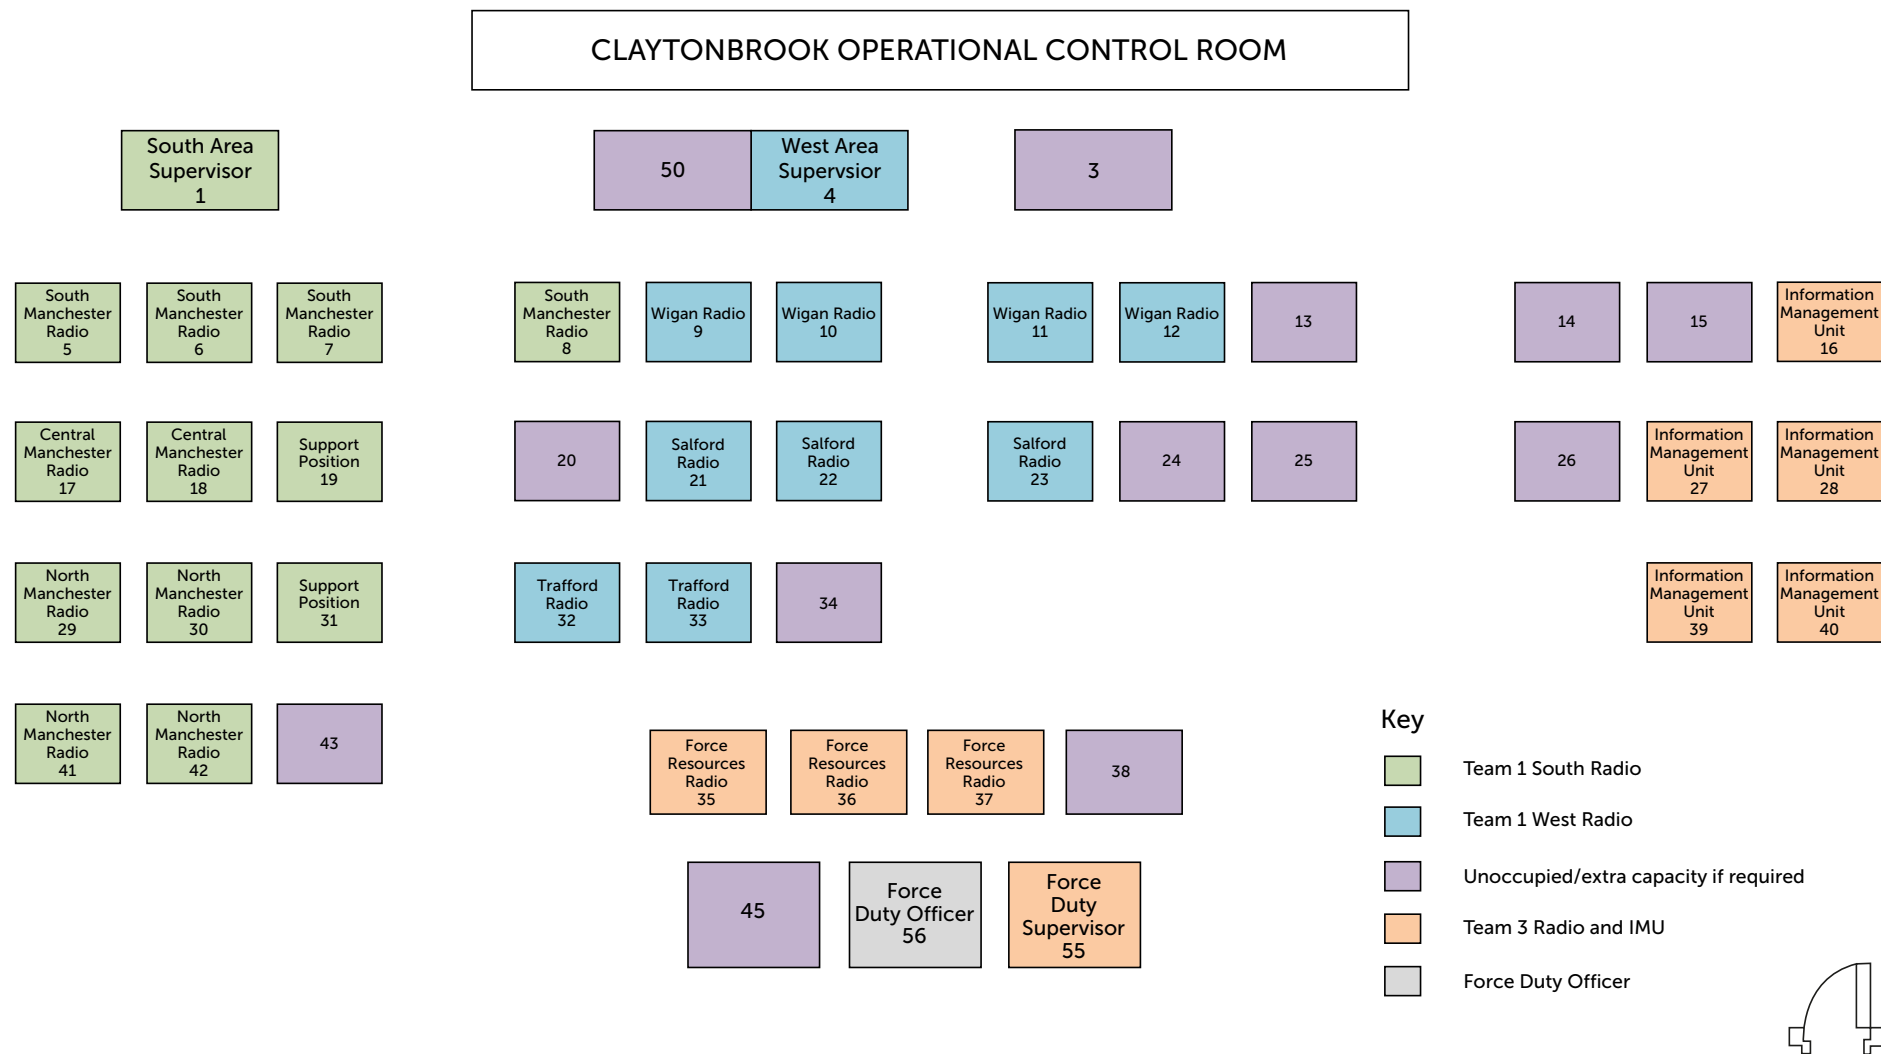 CLAYTONBROOK OPERATIONAL CONTROL ROOM
South Area
Supervisor
1
50
West Area
Supervsior
4
3
South
Manchester
Radio
5
South
Manchester
Radio
6
South
Manchester
Radio
7
South
Manchester
Radio
8
Wigan Radio
9
Wigan Radio
10
Wigan Radio
11
Wigan Radio
12
13
14
15
Information
Management
Unit
16
Central
Manchester
Radio
17
Central
Manchester
Radio
18
Support
Position
19
20
Salford
Radio
21
Salford
Radio
22
Salford
Radio
23
24
25
26
Information
Management
Unit
27
Information
Management
Unit
28
North
Manchester
Radio
29
North
Manchester
Radio
30
Support
Position
31
Trafford
Radio
32
Trafford
Radio
33
34
Information
Management
Unit
39
Information
Management
Unit
40
North
Manchester
Radio
41
North
Manchester
Radio
42
43
Force
Resources
Radio
35
Force
Resources
Radio
36
Force
Resources
Radio
37
38
45
Force
Duty Officer
56
Force
Duty
Supervisor
55
Key
Team 1 South Radio
Team 1 West Radio
Unoccupied/extra capacity if required
Team 3 Radio and IMU
Force Duty Officer